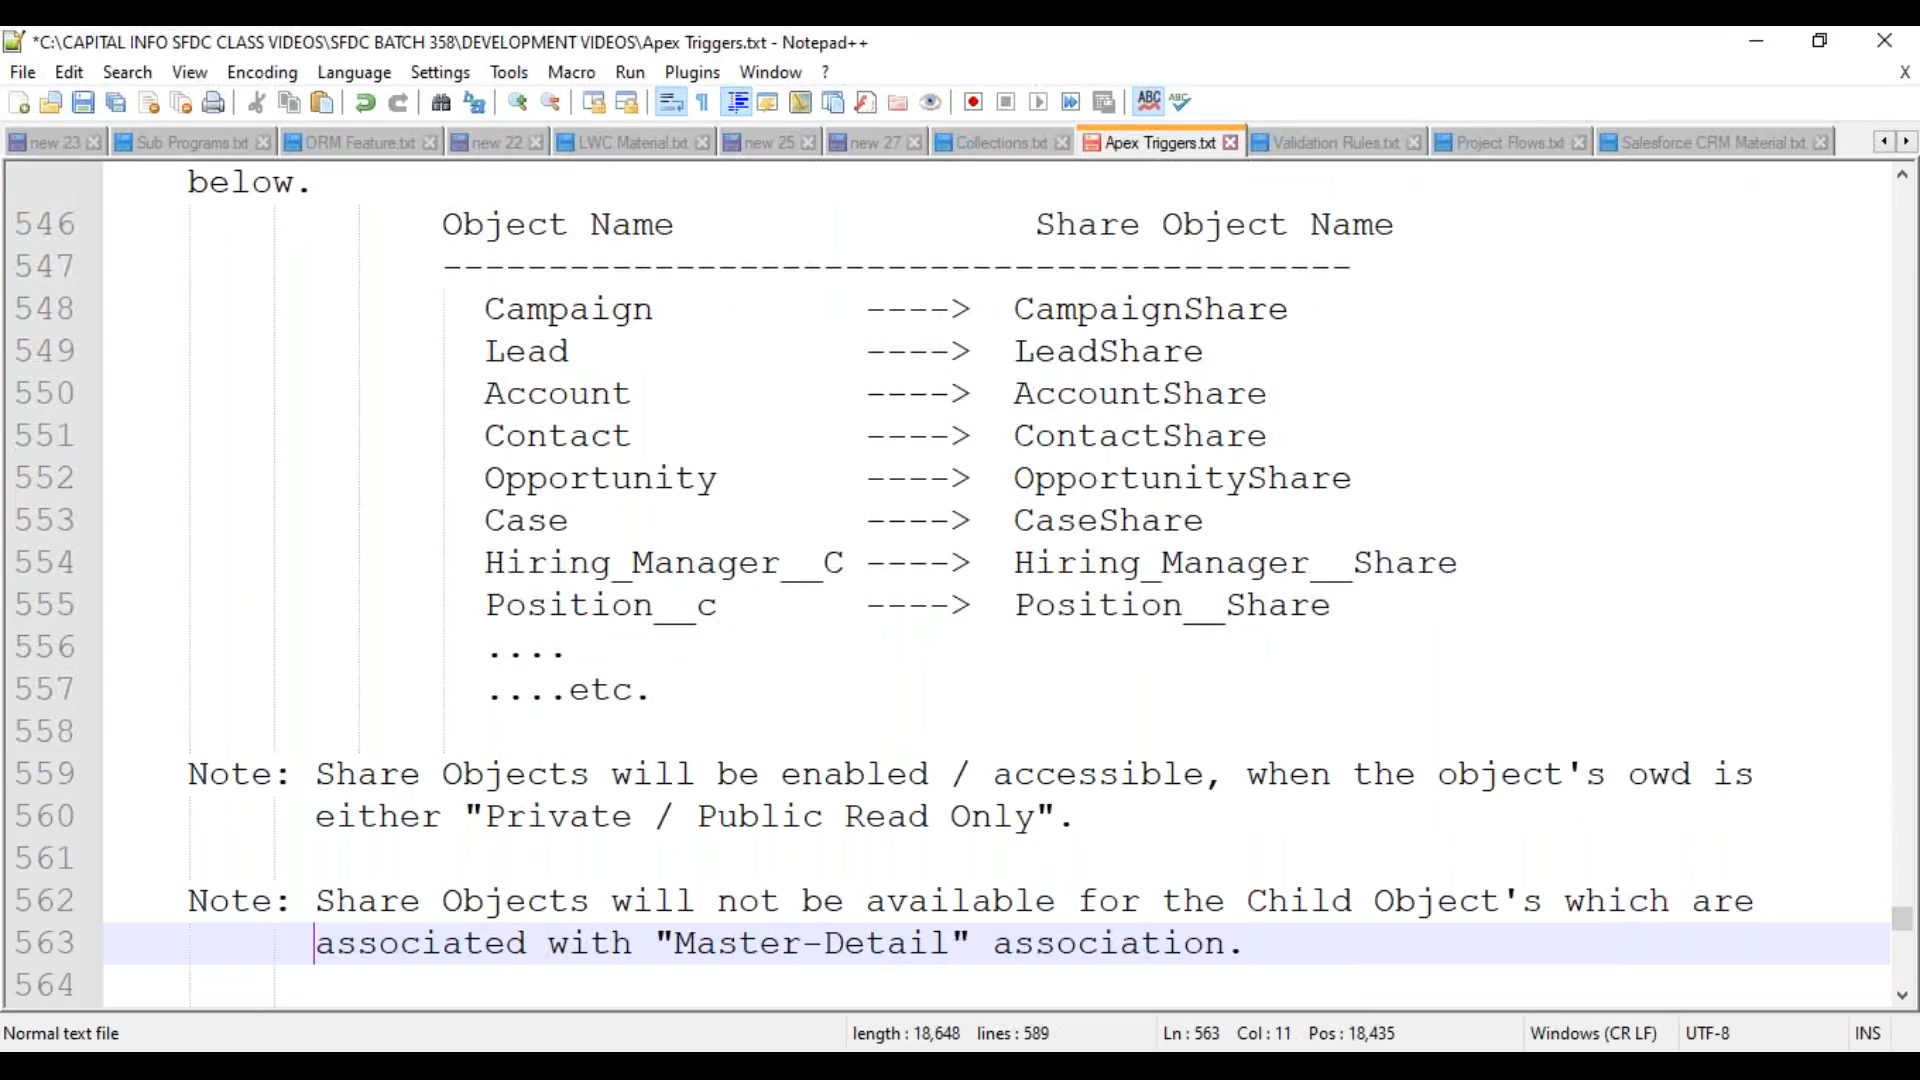 *C:\CAPITAL INFO SFDC CLASS VIDEOS\SFDC BATCH 358\DEVELOPMENT VIDEOS\Apex Triggers.txt - Notepad++
File Edit Search View Encoding Language Settings Tools Macro Run Plugins Window ? X
new 23 Sub Programs.txt ORM Feature.txt new 22 LWC Material.txt new 25 new 27 Collections.txt Apex Triggers.txt Validation Rules.txt Project Flows.txt Salesforce CRM Material.txt
below.
546 Object Name Share Object Name
547 -------------------------------------------
548 Campaign ----> CampaignShare
549 Lead ----> LeadShare
550 Account ----> AccountShare
551 Contact ----> ContactShare
552 Opportunity ----> OpportunityShare
553 Case ----> CaseShare
554 Hiring_Manager__C ----> Hiring_Manager__Share
555 Position__c ----> Position__Share
556 ....
557 ....etc.
558
559 Note: Share Objects will be enabled / accessible, when the object's owd is
560 either "Private / Public Read Only".
561
562 Note: Share Objects will not be available for the Child Object's which are
563 associated with "Master-Detail" association.
564
Normal text file length : 18,648 lines : 589 Ln : 563 Col : 11 Pos : 18,435 Windows (CR LF) UTF-8 INS